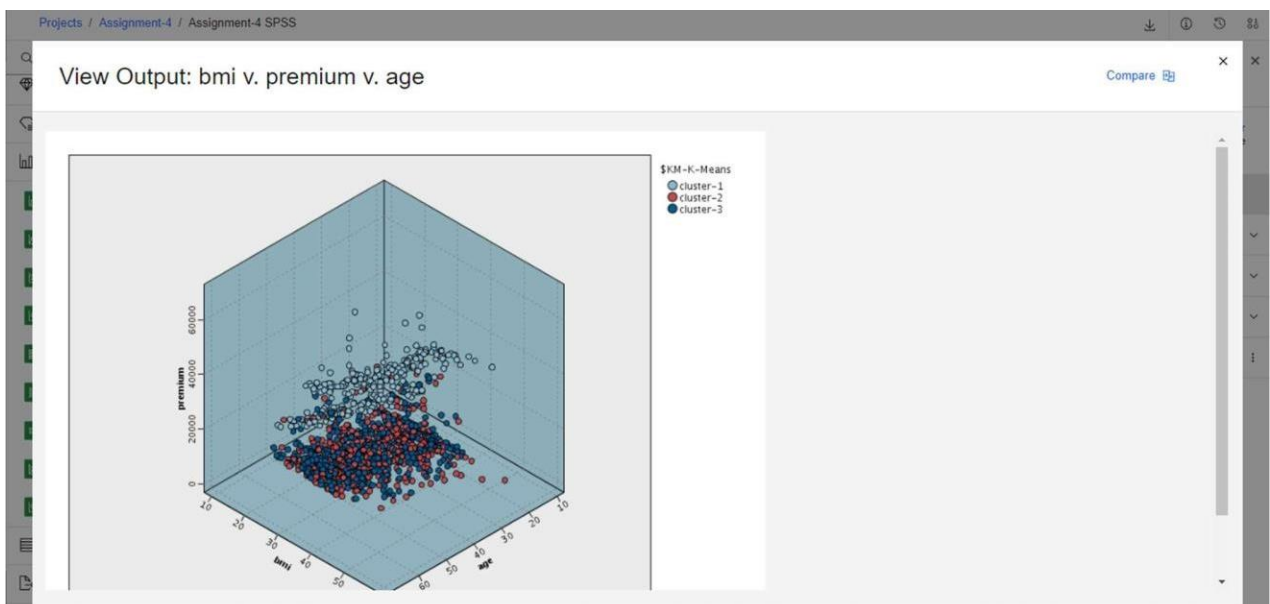 Projects / Assignment-4 / Assignment-4 SPSS
View Output: bmi v. premium v. age
Compare
$KM-K-Means
cluster-1
cluster-2
cluster-3
60000
40000
20000
0
premium
10
20
30
40
50
bmi
60
50
40
30
20
10
age